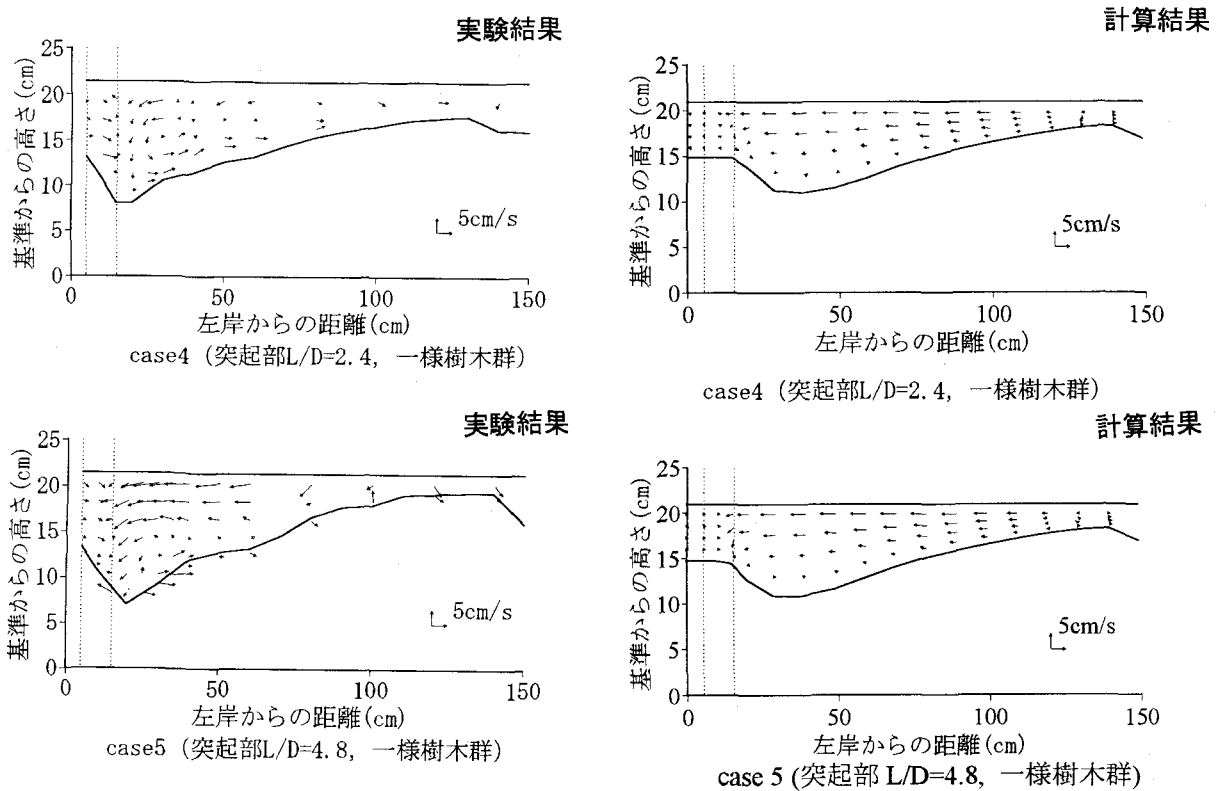 実験結果
基準からの高さ(cm)
25
20
15
10
5
0
5cm/s
0
50
100
150
左岸からの距離(cm)
case4 (突起部L/D=2.4, 一様樹木群)
計算結果
基準からの高さ(cm)
25
20
15
10
5
0
5cm/s
0
50
100
150
左岸からの距離(cm)
case4 (突起部L/D=2.4, 一様樹木群)
実験結果
基準からの高さ(cm)
25
20
15
10
5
0
5cm/s
0
50
100
150
左岸からの距離(cm)
case5 (突起部L/D=4.8, 一様樹木群)
計算結果
基準からの高さ(cm)
25
20
15
10
5
0
5cm/s
0
50
100
150
左岸からの距離(cm)
case 5 (突起部 L/D=4.8, 一様樹木群)